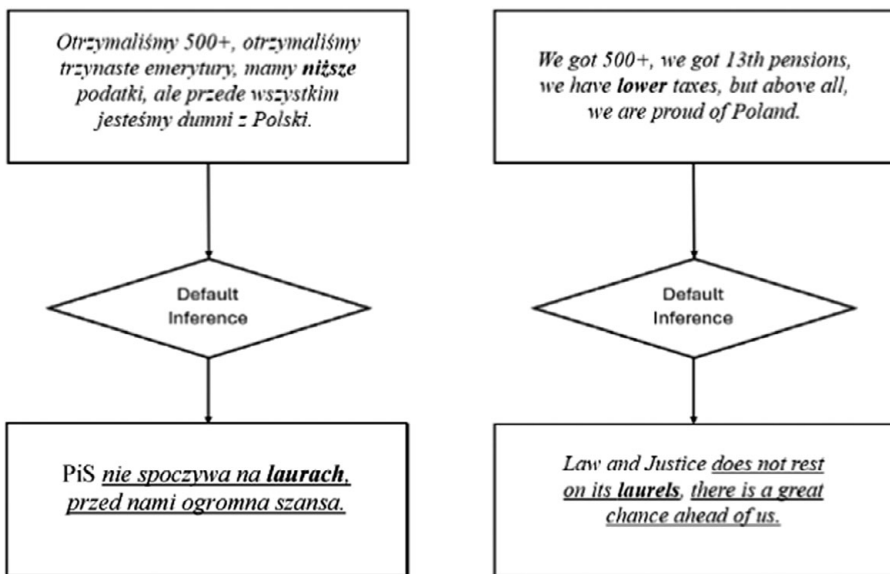 Otrzymaliśmy 500+, otrzymaliśmy
trzynaste emerytury, mamy niższe
podatki, ale przede wszystkim
jesteśmy dumni z Polski.
Default
Inference
PiS nie spoczywa na laurach,
przed nami ogromna szansa.
We got 500+, we got 13th pensions,
we have lower taxes, but above all,
we are proud of Poland.
Default
Inference
Law and Justice does not rest
on its laurels, there is a great
chance ahead of us.